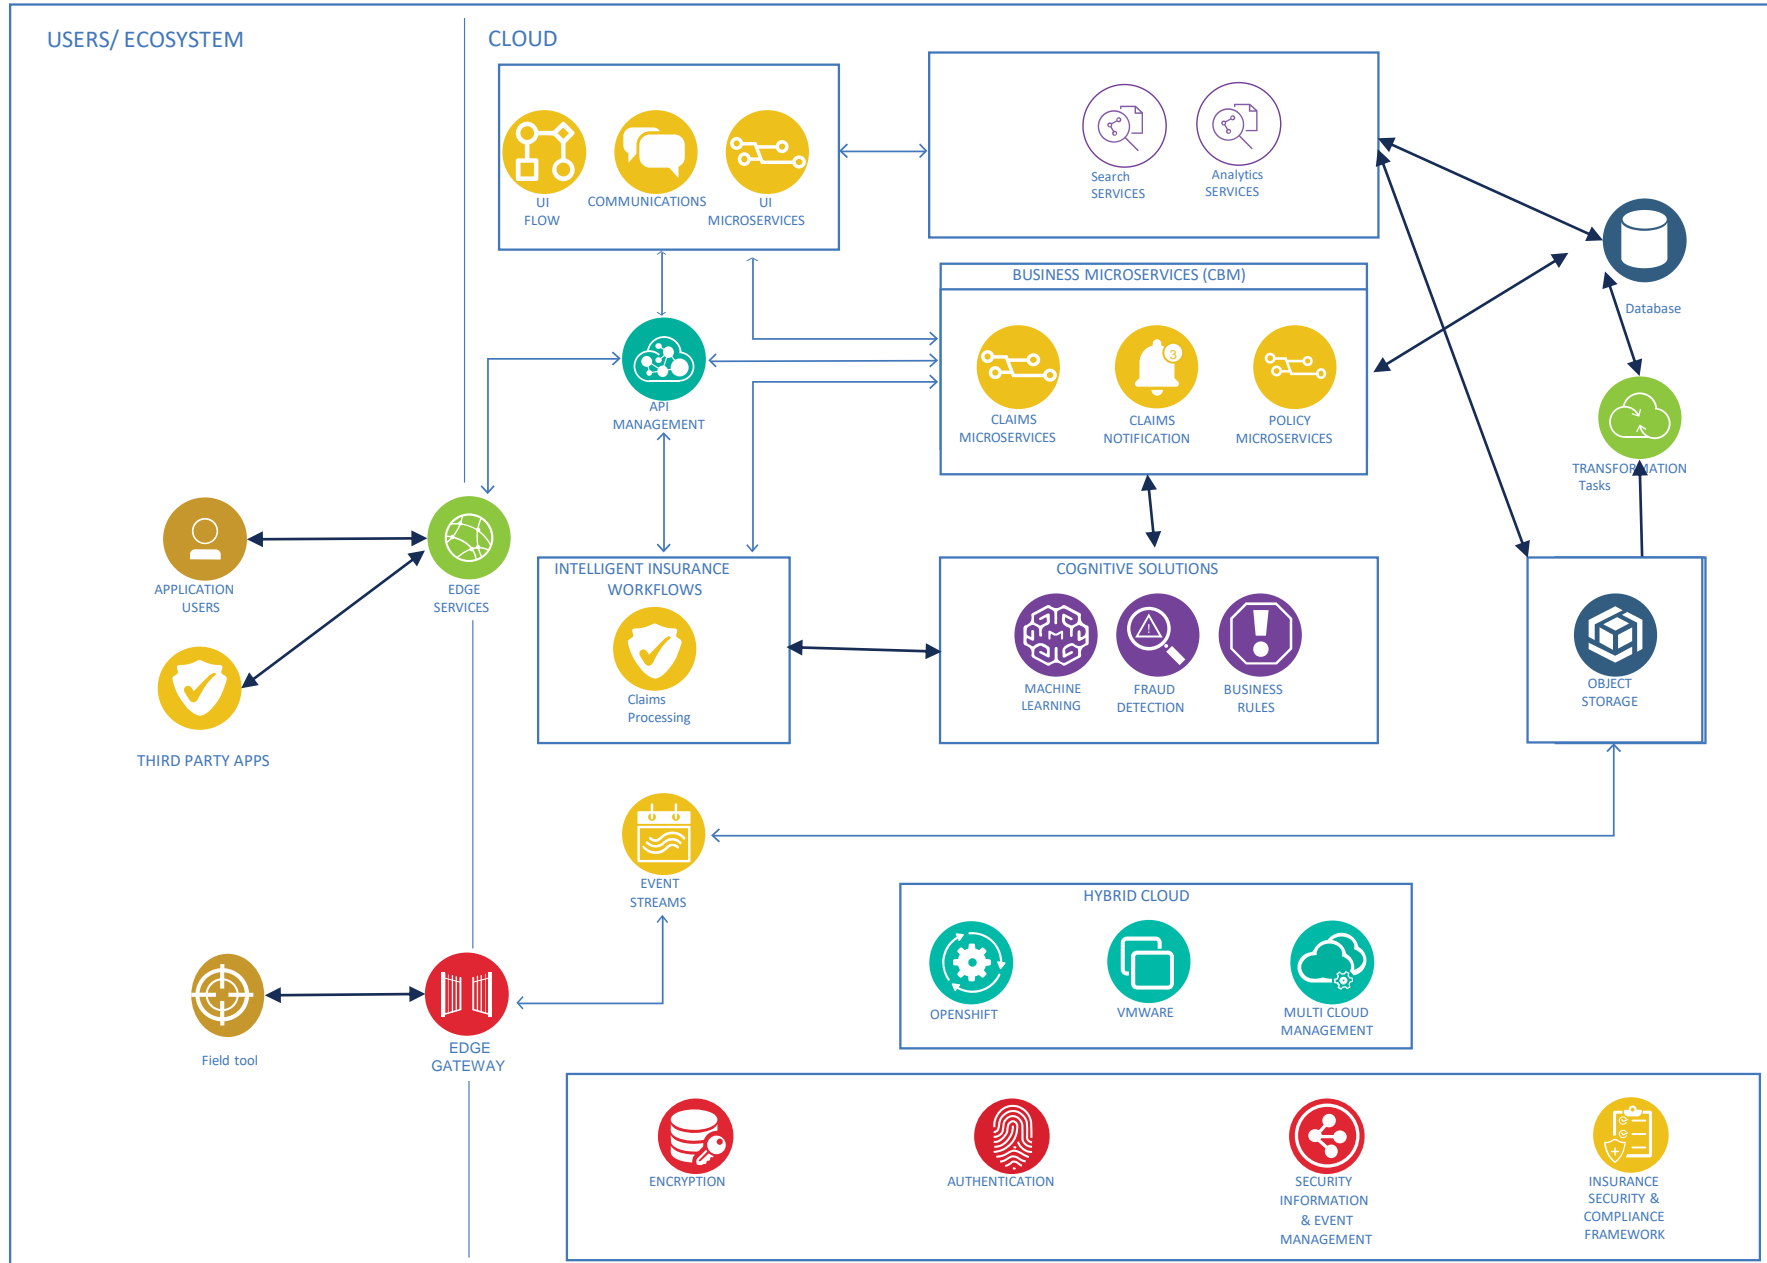 USERS/ ECOSYSTEM
CLOUD
UI
FLOW
COMMUNICATIONS
UI
MICROSERVICES
Search
SERVICES
Analytics
SERVICES
BUSINESS MICROSERVICES (CBM)
3
CLAIMS
MICROSERVICES
CLAIMS
NOTIFICATION
POLICY
MICROSERVICES
Database
API
MANAGEMENT
TRANSFORMATION
Tasks
APPLICATION
USERS
EDGE
SERVICES
INTELLIGENT INSURANCE
WORKFLOWS
Claims
Processing
COGNITIVE SOLUTIONS
M
MACHINE
LEARNING
FRAUD
DETECTION
BUSINESS
RULES
OBJECT
STORAGE
THIRD PARTY APPS
EVENT
STREAMS
HYBRID CLOUD
OPENSHIFT
VMWARE
MULTI CLOUD
MANAGEMENT
Field tool
EDGE
GATEWAY
ENCRYPTION
AUTHENTICATION
SECURITY
INFORMATION
& EVENT
MANAGEMENT
INSURANCE
SECURITY &
COMPLIANCE
FRAMEWORK